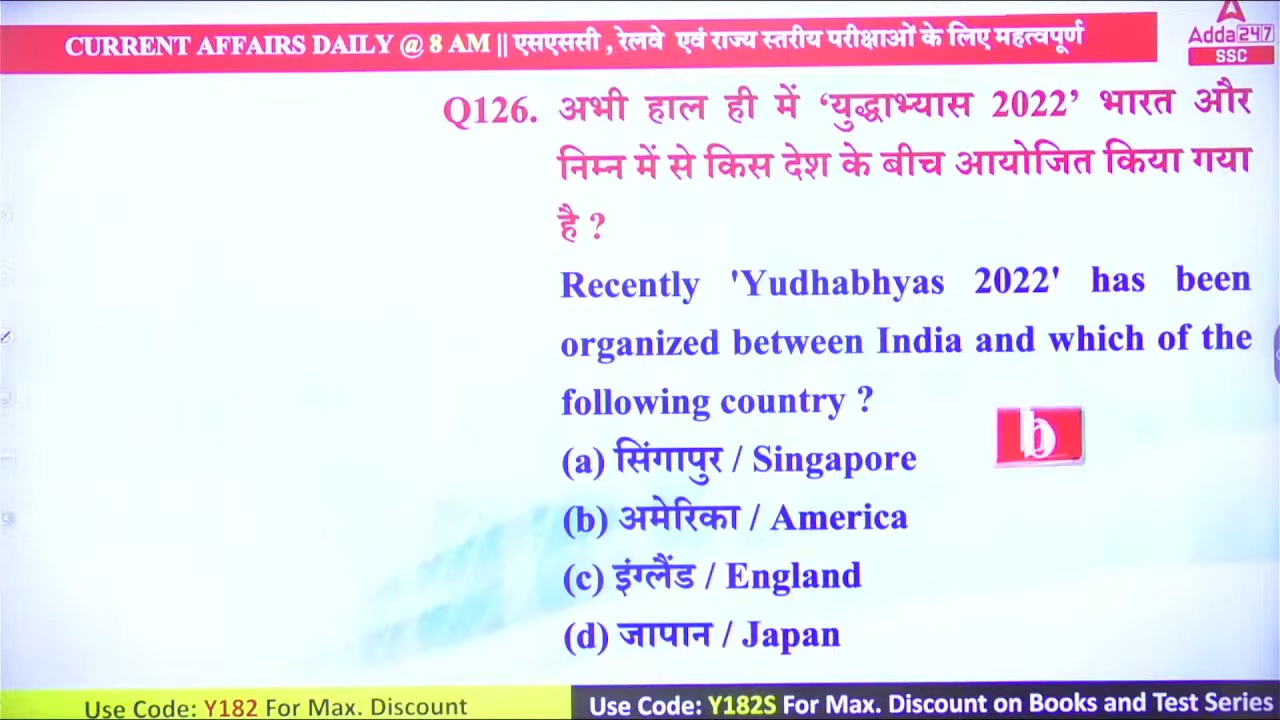 CURRENT AFFAIRS DAILY @ 8 AM || एसएससी , रेलवे एवं राज्य स्तरीय परीक्षाओं के लिए महत्वपूर्ण
Adda 247
SSC
Q126. अभी हाल ही में ‘युद्धाभ्यास 2022’ भारत और
निम्न में से किस देश के बीच आयोजित किया गया
है ?
Recently 'Yudhabhyas 2022' has been
organized between India and which of the
following country ?
b
(a) सिंगापुर / Singapore
(b) अमेरिका / America
(c) इंग्लैंड / England
(d) जापान / Japan
Use Code: Y182 For Max. Discount
Use Code: Y182S For Max. Discount on Books and Test Series